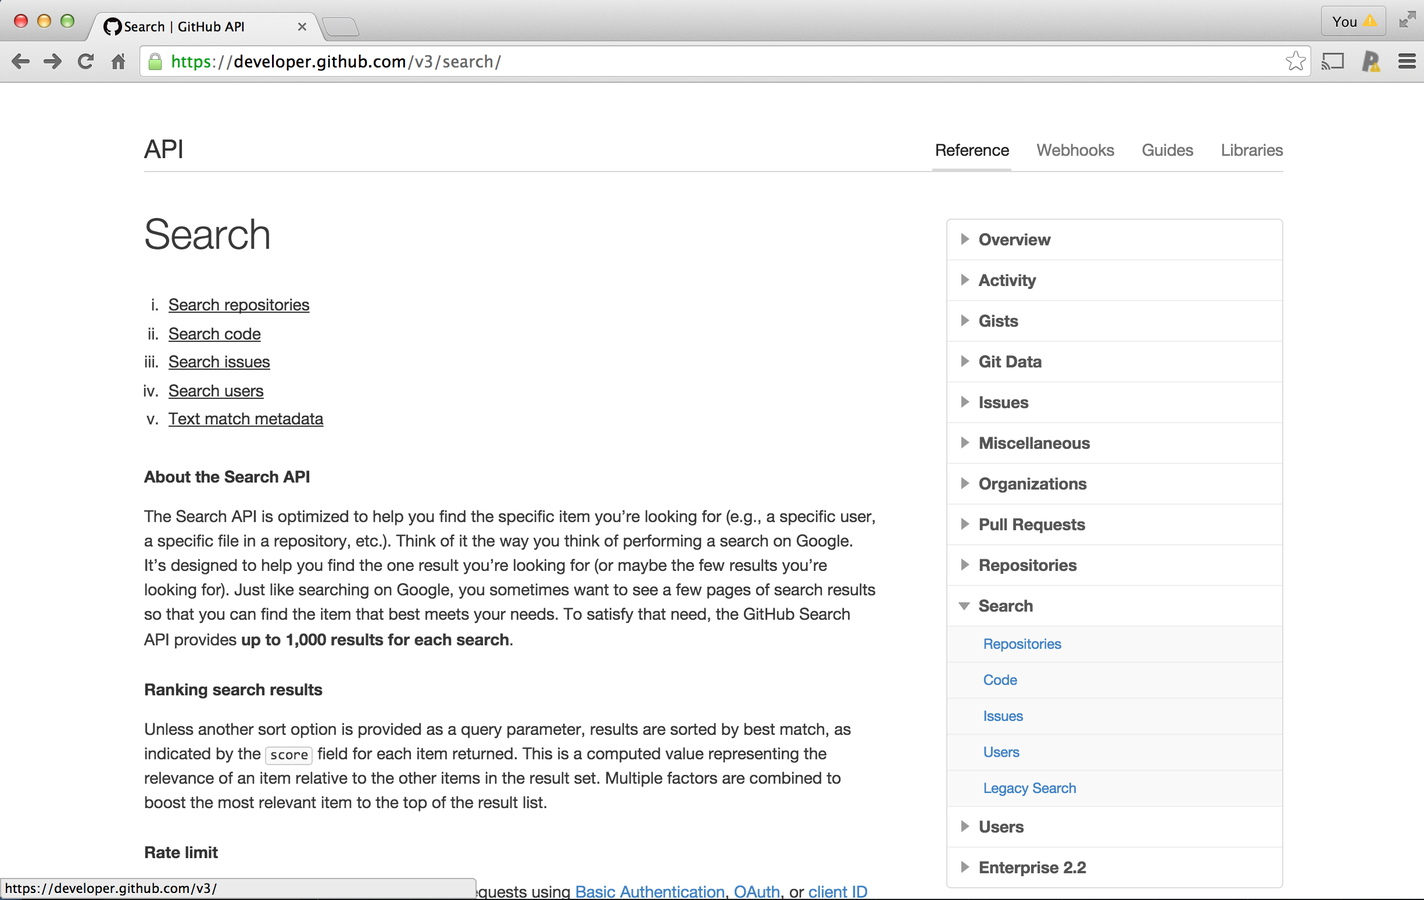 Search | GitHub API
You
https://developer.github.com/v3/search/
API
Reference Webhooks Guides Libraries
Search
i. Search repositories
ii. Search code
iii. Search issues
iv. Search users
v. Text match metadata
About the Search API
The Search API is optimized to help you find the specific item you’re looking for (e.g., a specific user,
a specific file in a repository, etc.). Think of it the way you think of performing a search on Google.
It’s designed to help you find the one result you’re looking for (or maybe the few results you’re
looking for). Just like searching on Google, you sometimes want to see a few pages of search results
so that you can find the item that best meets your needs. To satisfy that need, the GitHub Search
API provides up to 1,000 results for each search.
Ranking search results
Unless another sort option is provided as a query parameter, results are sorted by best match, as
indicated by the score field for each item returned. This is a computed value representing the
relevance of an item relative to the other items in the result set. Multiple factors are combined to
boost the most relevant item to the top of the result list.
Rate limit
quests using Basic Authentication, OAuth, or client ID
Overview
Activity
Gists
Git Data
Issues
Miscellaneous
Organizations
Pull Requests
Repositories
Search
Repositories
Code
Issues
Users
Legacy Search
Users
Enterprise 2.2
https://developer.github.com/v3/